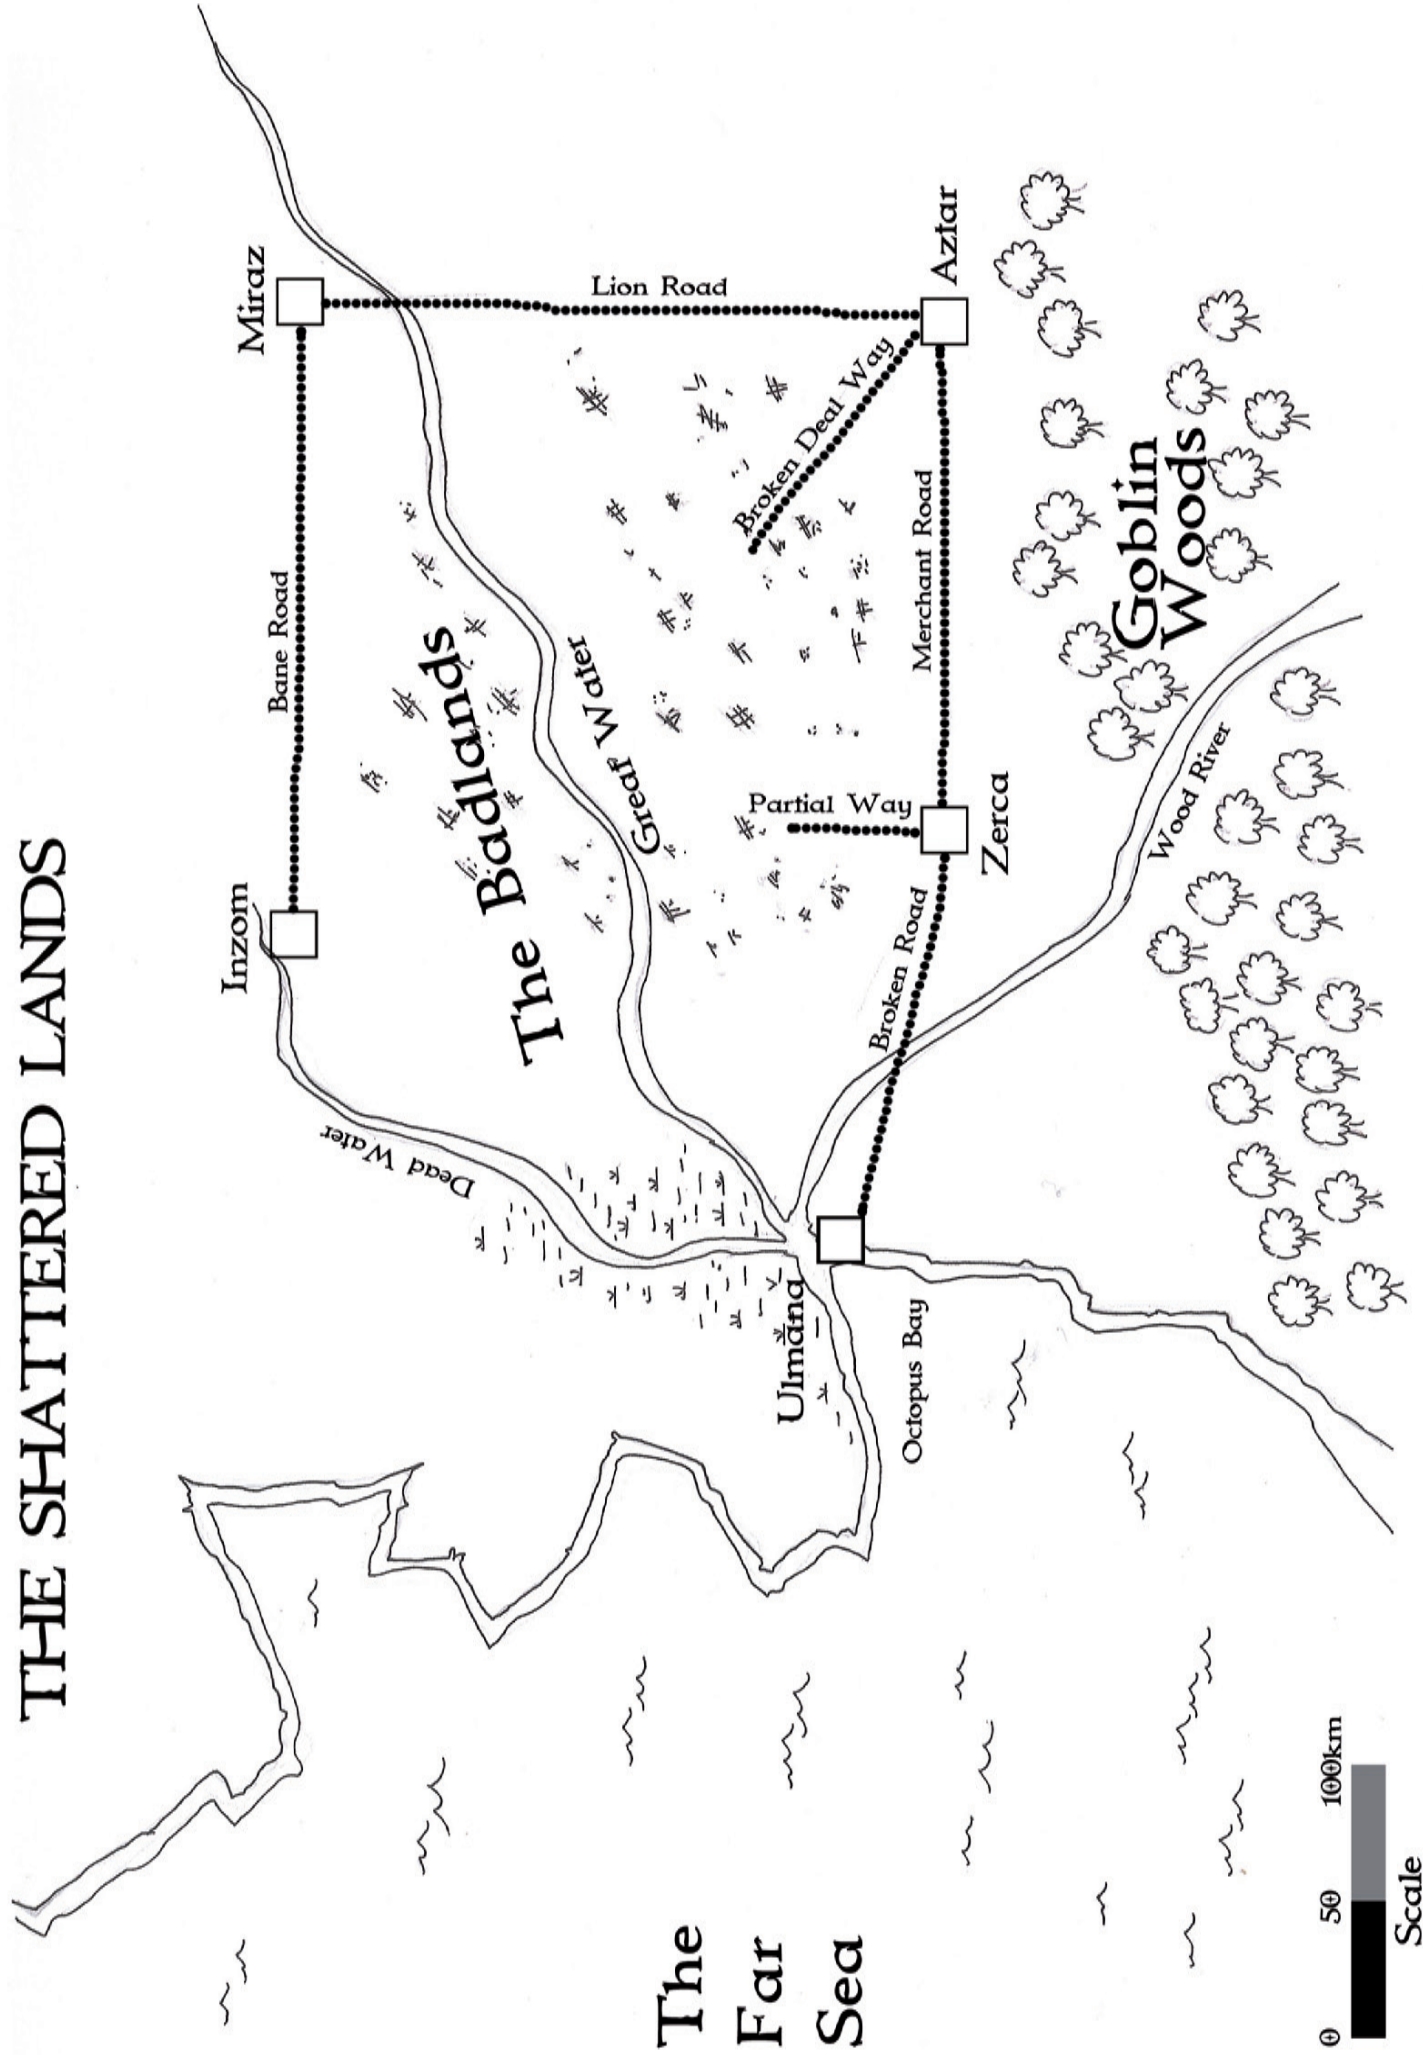 THE SHATTERED LANDS
Inzom
Bane Road
Miraz
Dead Water
The Badlands
Great Water
Lion Road
The
Far
Sea
Ulmana
Partial Way
Broken Deal Way
Octopus Bay
Broken Road
Zerca
Merchant Road
Aztar
Wood River
Goblin
Woods
0 50 100km
Scale